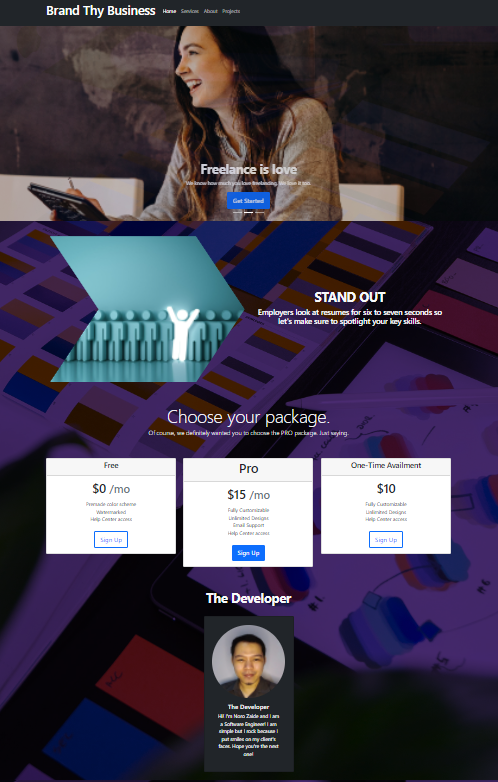 Brand Thy Business Home Services About Projects
Freelance is love
We know how much you love freelancing. We love it too.
Get Started
STAND OUT
Employers look at resumes for six to seven seconds so
let's make sure to spotlight your key skills.
Choose your package.
Of course, we definitely wanted you to choose the PRO package. Just saying.
Free
$0 /mo
Premade color scheme
Watermarked
Help Center access
Sign Up
Pro
$15 /mo
Fully Customizable
Unlimited Designs
Email Support
Help Center access
Sign Up
One-Time Availment
$10
Fully Customizable
Unlimited Designs
Help Center access
Sign Up
The Developer
The Developer
Hi! I'm Noro Zakie and I am
a Software Engineer! I am
simple but I rock because I
put smiles on my client's
faces. Hope you're the next
one!